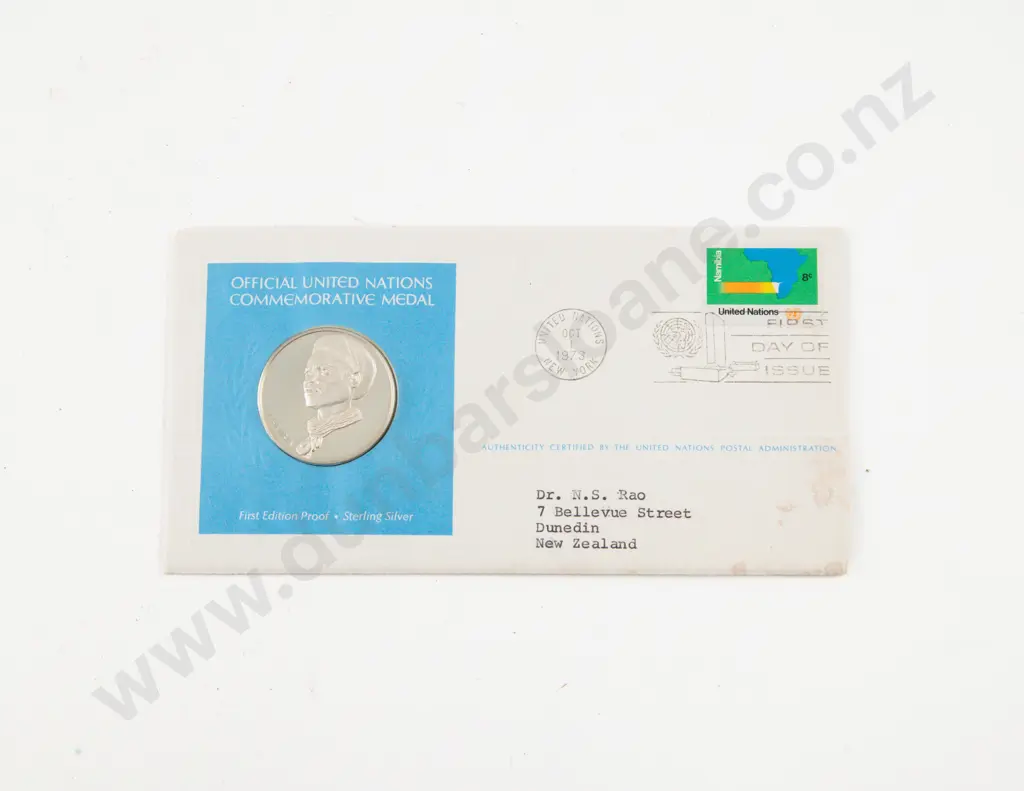 OFFICIAL UNITED NATIONS
COMMEMORATIVE MEDAL
First Edition Proof • Sterling Silver
UNITED NATIONS
OCT
1
1973
NEW YORK
Namibia
8c
United Nations
FIRST
DAY OF
ISSUE
AUTHENTICITY CERTIFIED BY THE UNITED NATIONS POSTAL ADMINISTRATION
Dr. N.S. Rao
7 Bellevue Street
Dunedin
New Zealand
www.dunbarsloane.co.nz